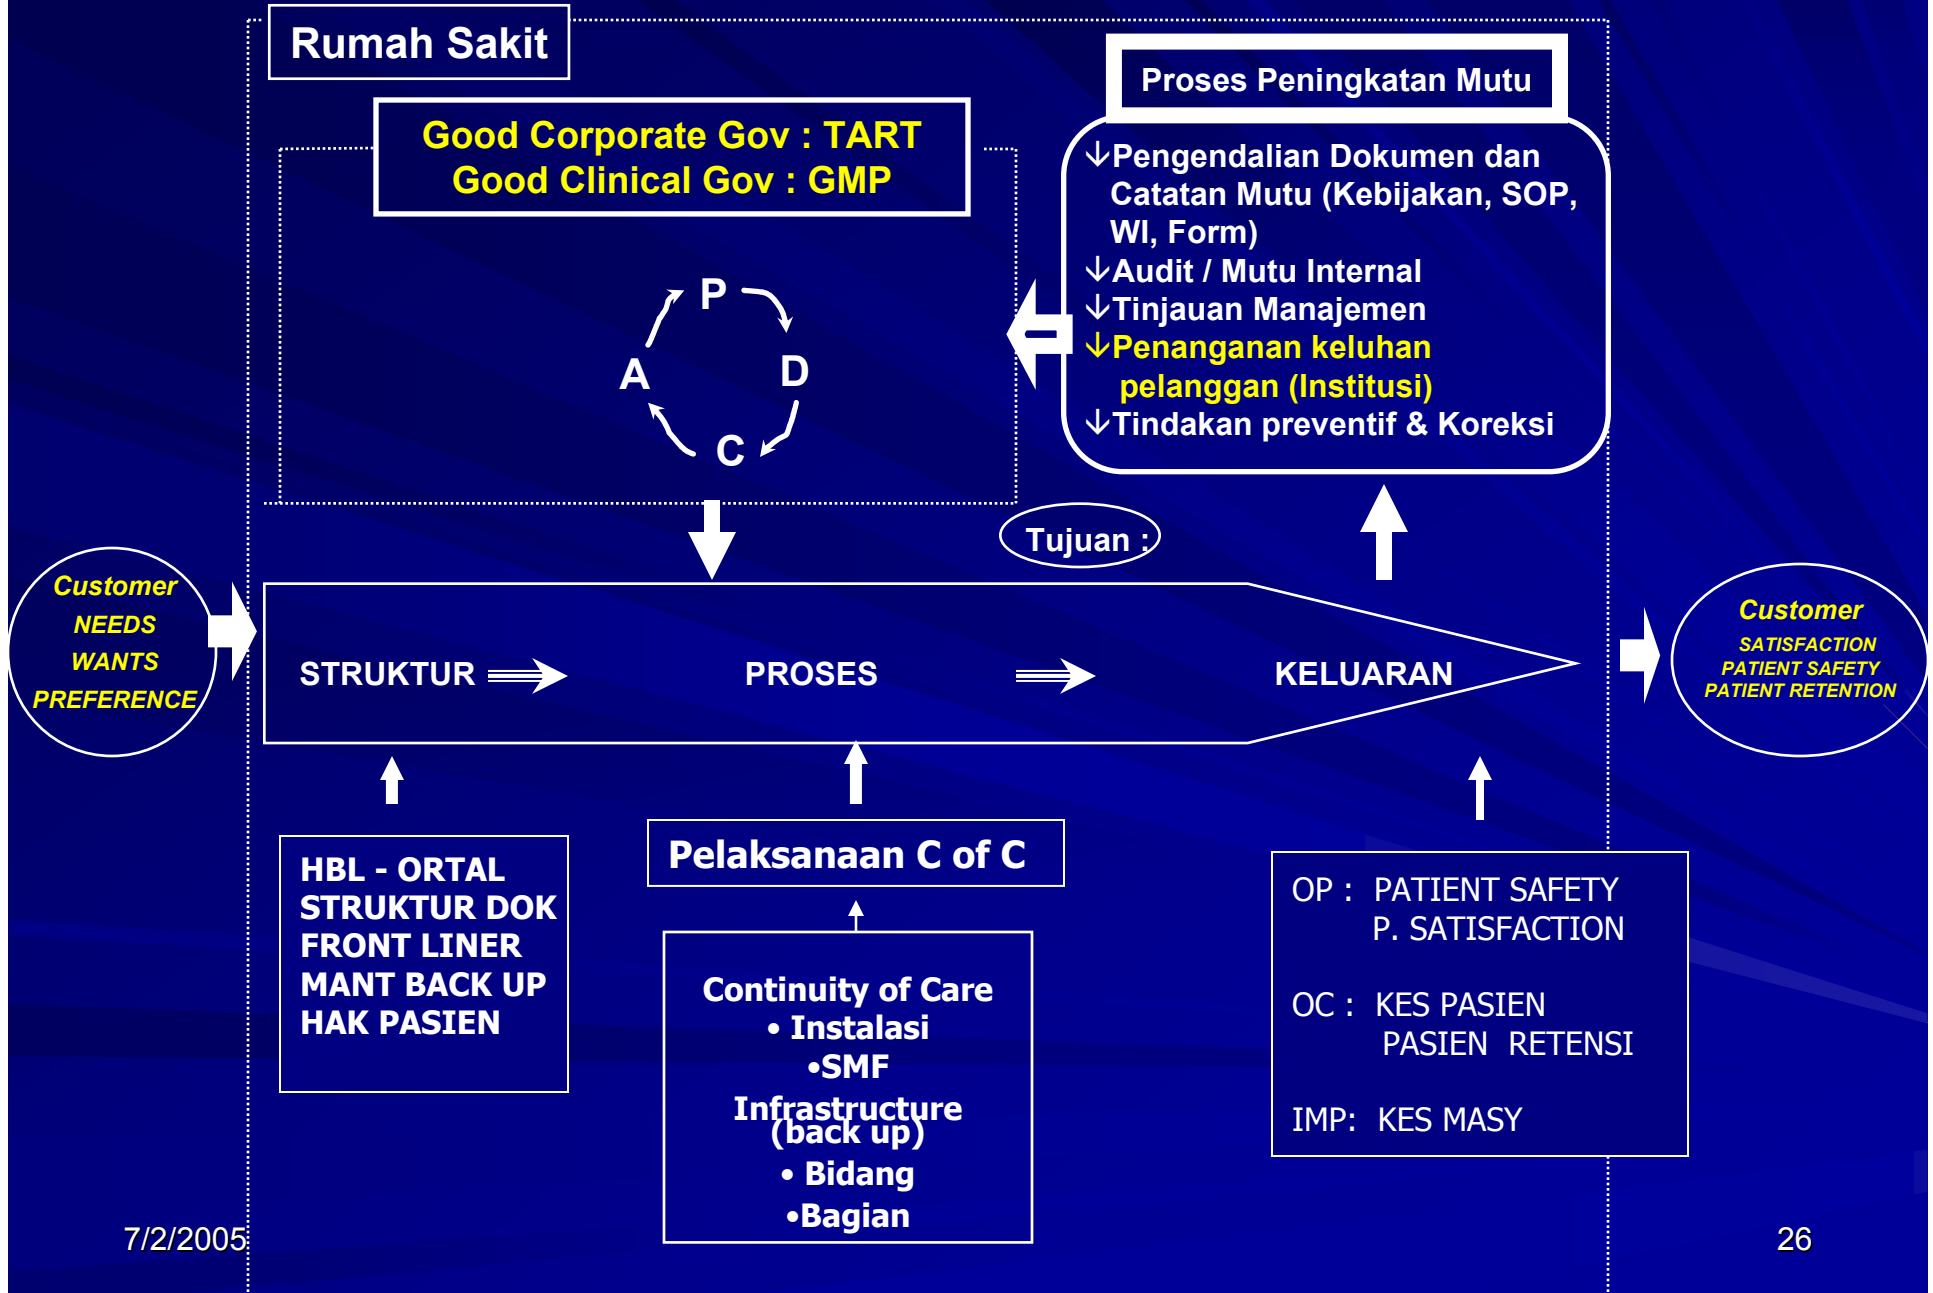 Rumah Sakit
Proses Peningkatan Mutu
Good Corporate Gov : TART
Good Clinical Gov : GMP
Pengendalian Dokumen dan
Catatan Mutu (Kebijakan, SOP,
WI, Form)
Audit / Mutu Internal
Tinjauan Manajemen
Penanganan keluhan
pelanggan (Institusi)
Tindakan preventif & Koreksi
P
D
C
A
Tujuan :
Customer
NEEDS
WANTS
PREFERENCE
STRUKTUR
PROSES
KELUARAN
Customer
SATISFACTION
PATIENT SAFETY
PATIENT RETENTION
HBL - ORTAL
STRUKTUR DOK
FRONT LINER
MANT BACK UP
HAK PASIEN
Pelaksanaan C of C
Continuity of Care
• Instalasi
•SMF
Infrastructure
(back up)
• Bidang
•Bagian
OP : PATIENT SAFETY
P. SATISFACTION
OC : KES PASIEN
PASIEN RETENSI
IMP: KES MASY
7/2/2005
26